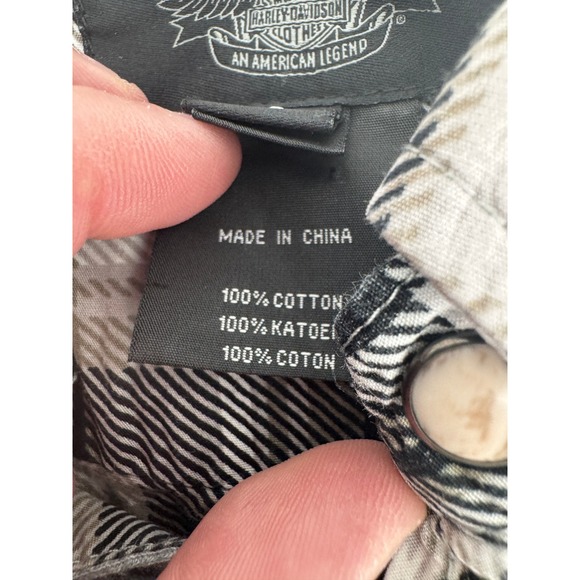 HARLEY-DAVIDSON
CLOTHES
AN AMERICAN LEGEND
®
MADE IN CHINA
100% COTTON
100% KATOEN
100% COTON